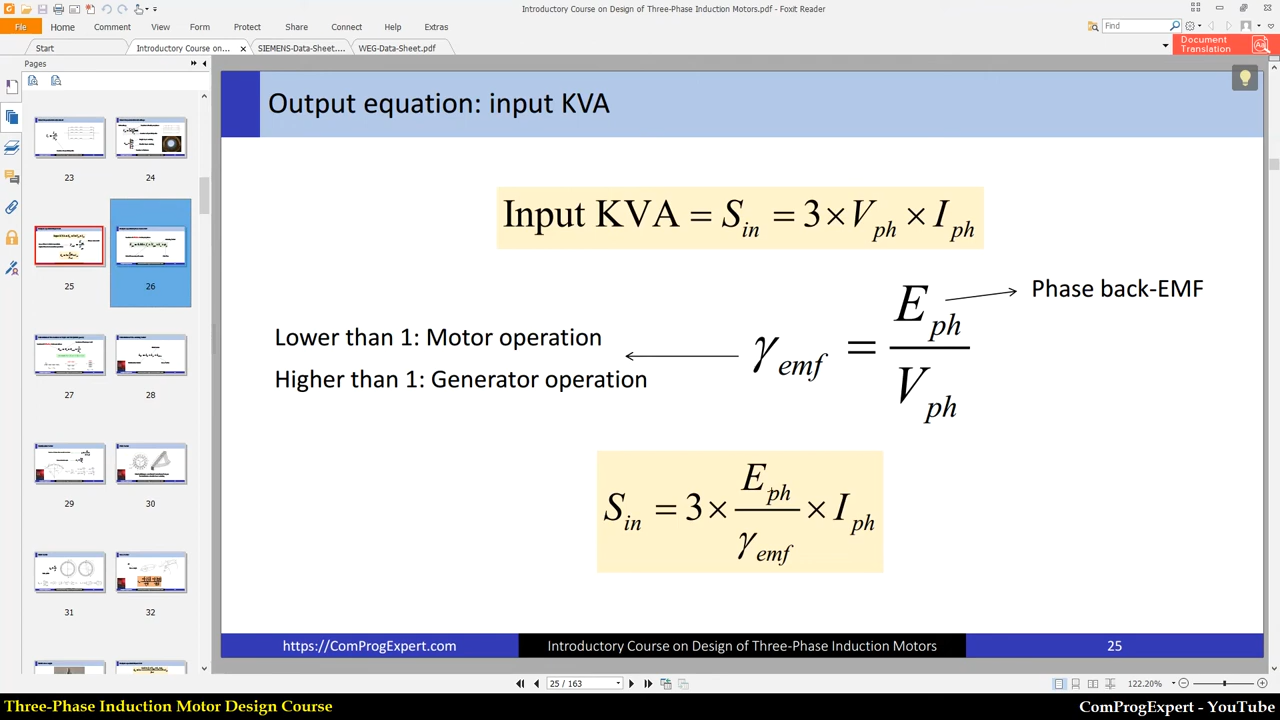 Introductory Course on Design of Three-Phase Induction Motors.pdf - Foxit Reader
File Home Comment View Form Protect Share Connect Help Extras Find
Start Introductory Course on... SIEMENS-Data-Sheet.... WEG-Data-Sheet.pdf
Document
Translation
Pages
23 24
25 26
27 28
29 30
31 32
Output equation: input KVA
Input KVA = S_in = 3 × V_ph × I_ph
Phase back-EMF
Lower than 1: Motor operation
Higher than 1: Generator operation
γ_emf = E_ph / V_ph
S_in = 3 × E_ph / γ_emf × I_ph
https://ComProgExpert.com Introductory Course on Design of Three-Phase Induction Motors 25
25 / 163 122.20%
Three-Phase Induction Motor Design Course ComProgExpert - YouTube